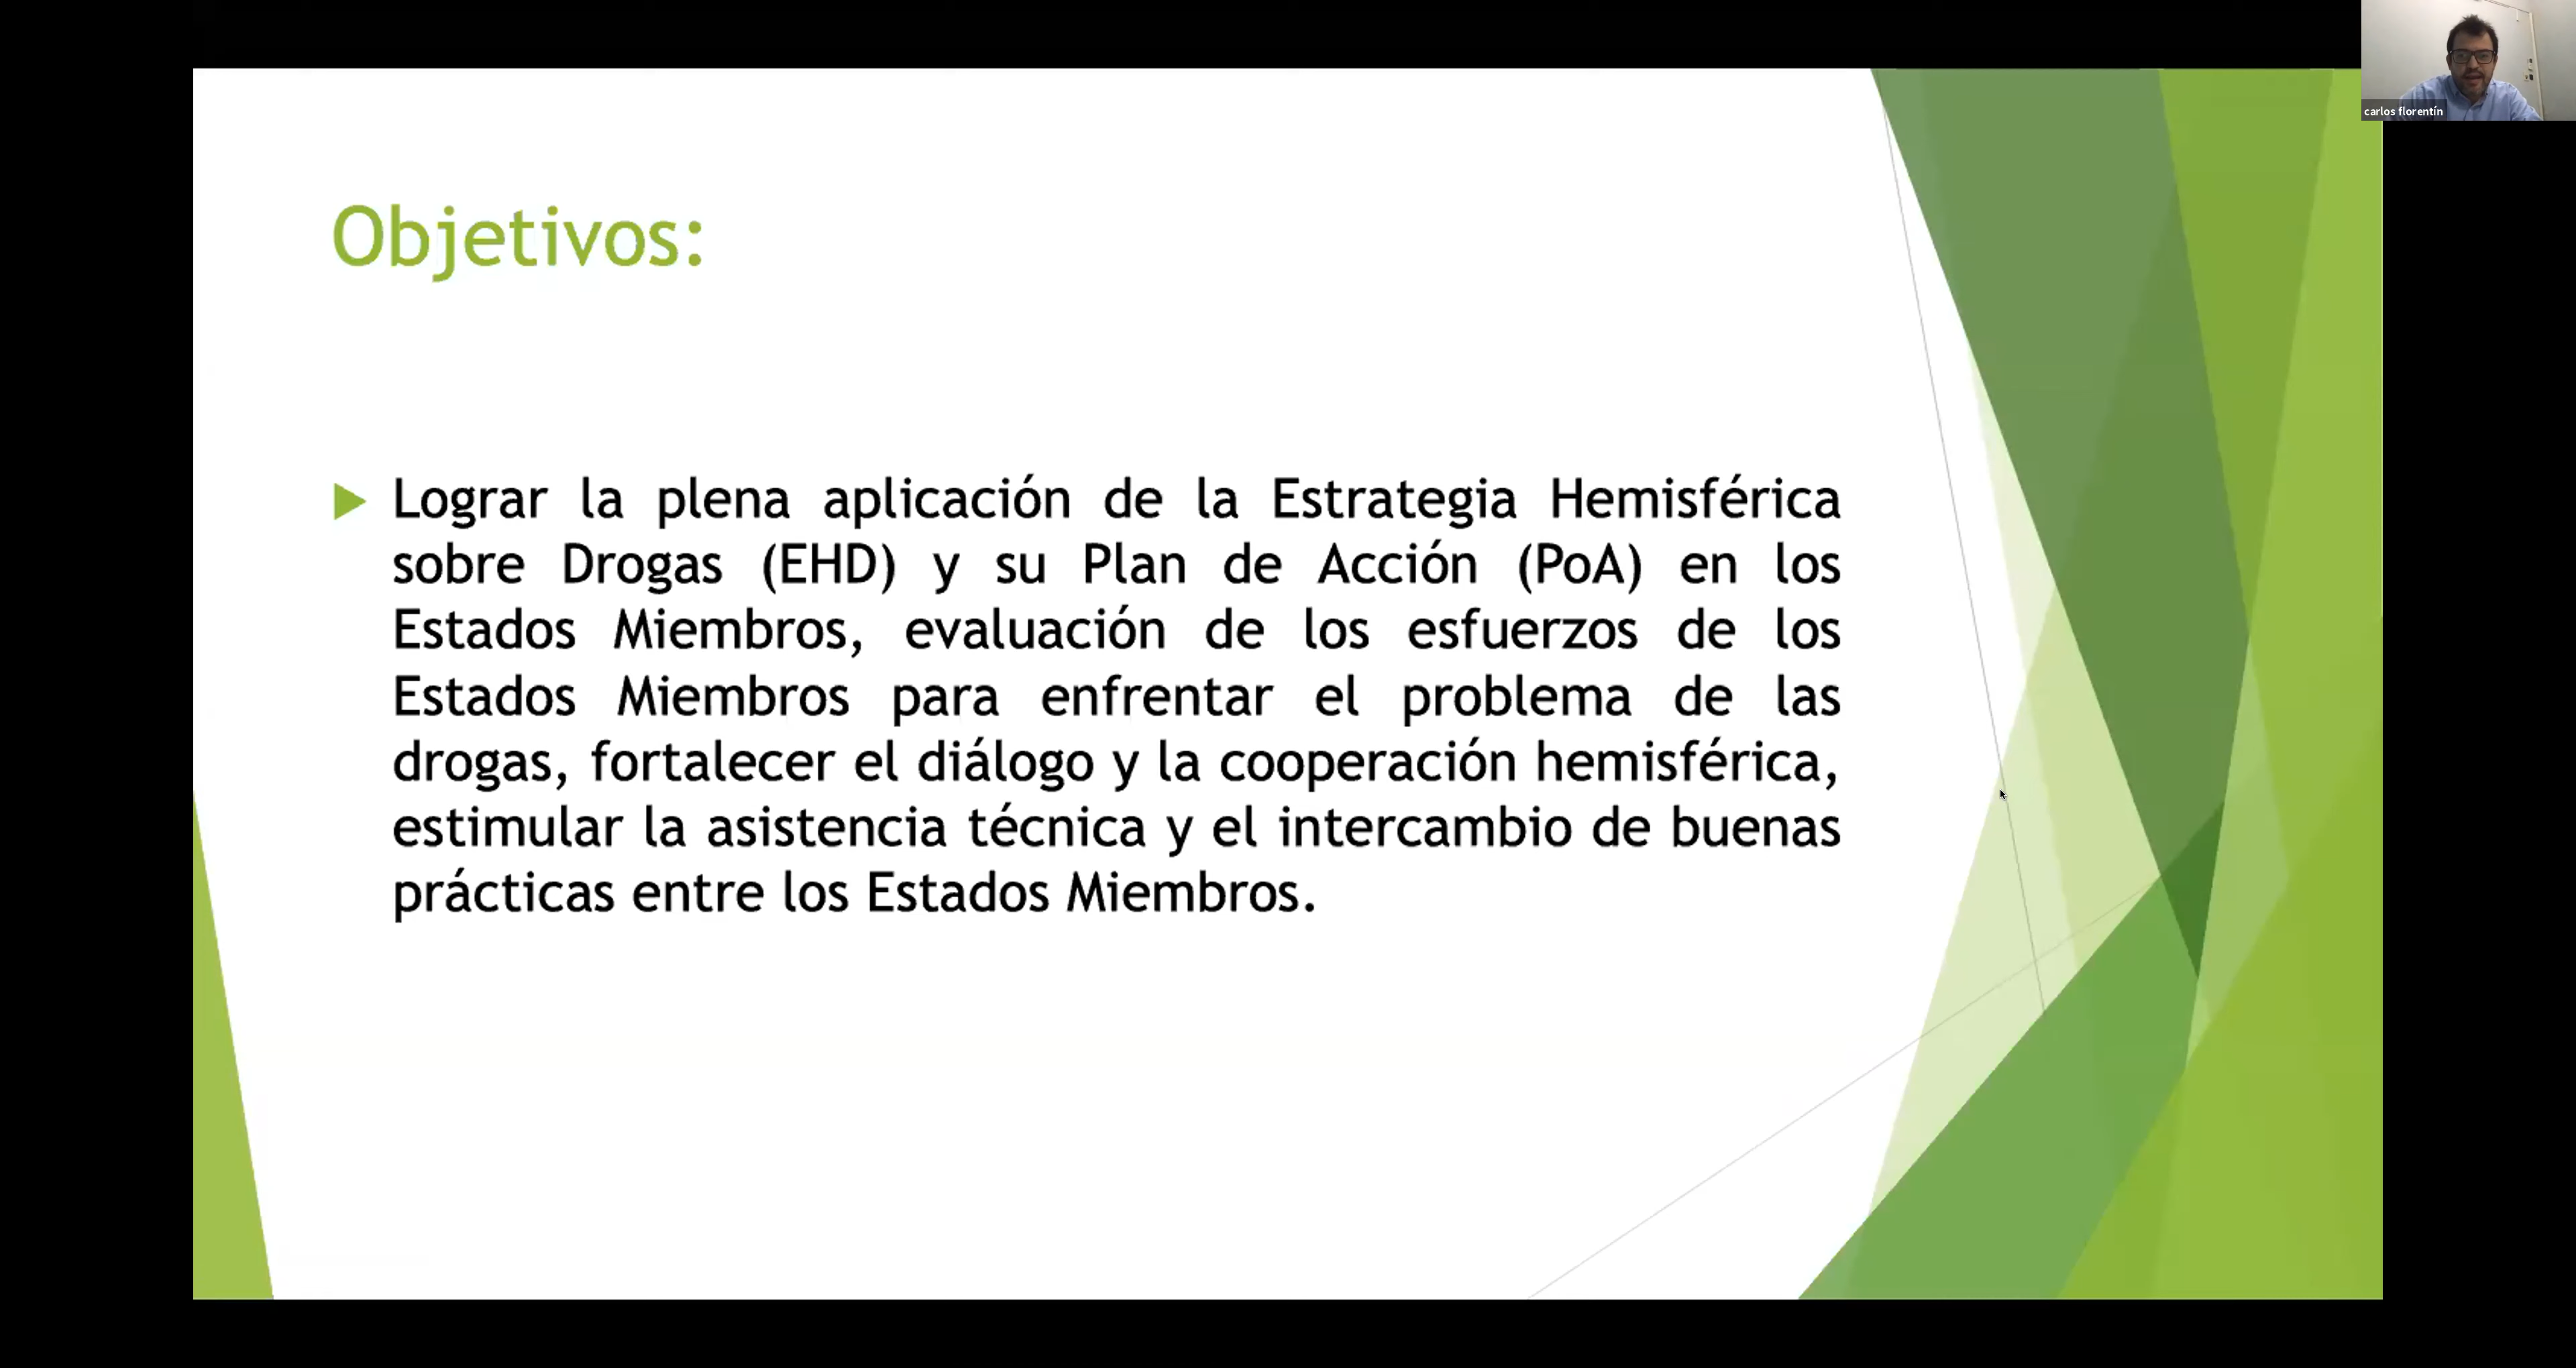 carlos florentín
Objetivos:
Lograr la plena aplicación de la Estrategia Hemisférica
sobre Drogas (EHD) y su Plan de Acción (PoA) en los
Estados Miembros, evaluación de los esfuerzos de los
Estados Miembros para enfrentar el problema de las
drogas, fortalecer el diálogo y la cooperación hemisférica,
estimular la asistencia técnica y el intercambio de buenas
prácticas entre los Estados Miembros.